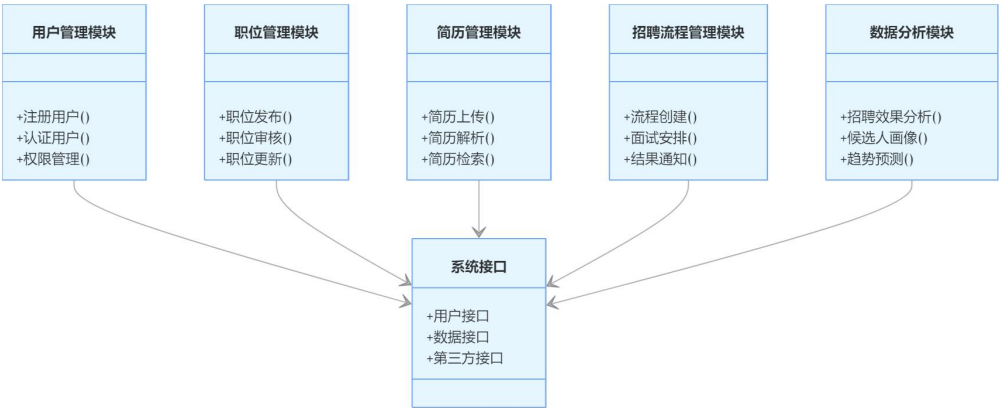 用户管理模块
+注册用户()
+认证用户()
+权限管理()
职位管理模块
+职位发布()
+职位审核()
+职位更新()
简历管理模块
+简历上传()
+简历解析()
+简历检索()
招聘流程管理模块
+流程创建()
+面试安排()
+结果通知()
数据分析模块
+招聘效果分析()
+候选人画像()
+趋势预测()
系统接口
+用户接口
+数据接口
+第三方接口